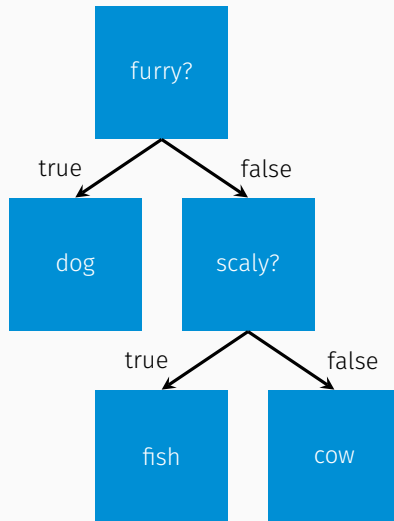 furry?
true
false
dog
scaly?
true
false
fish
cow